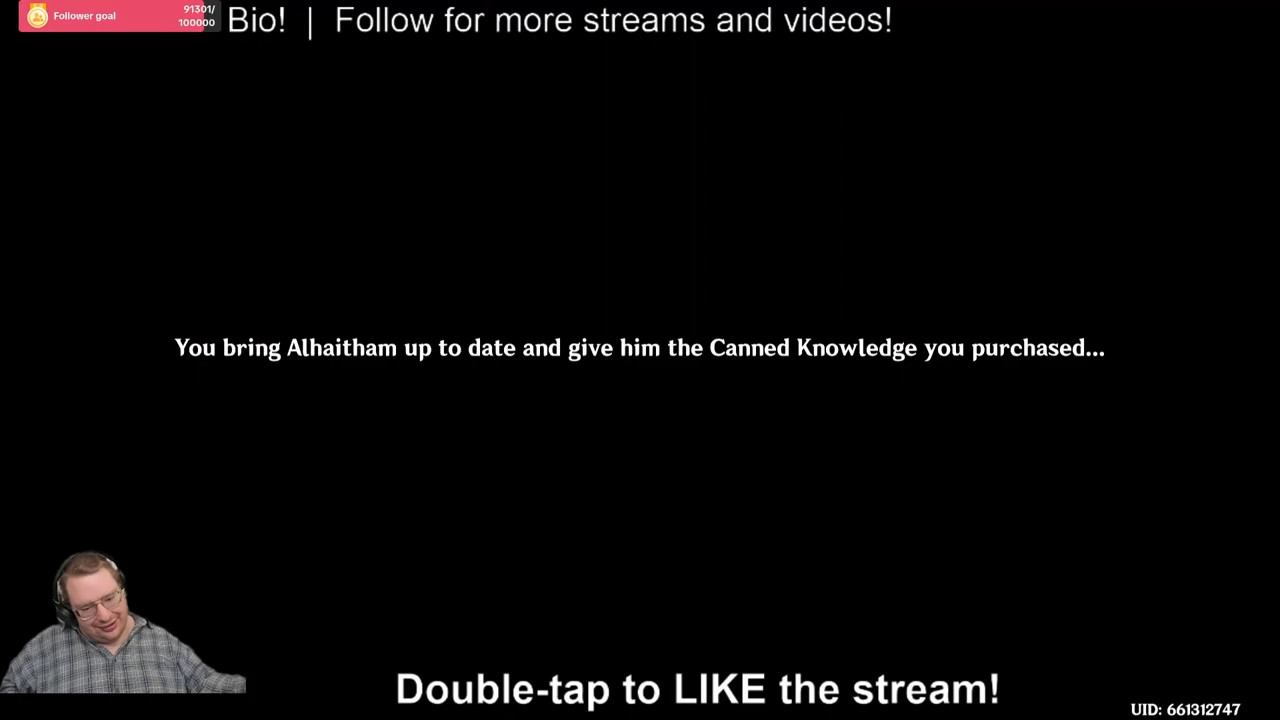 Follower goal
91301/
100000
Bio! | Follow for more streams and videos!
You bring Alhaitham up to date and give him the Canned Knowledge you purchased...
Double-tap to LIKE the stream!
UID: 661312747